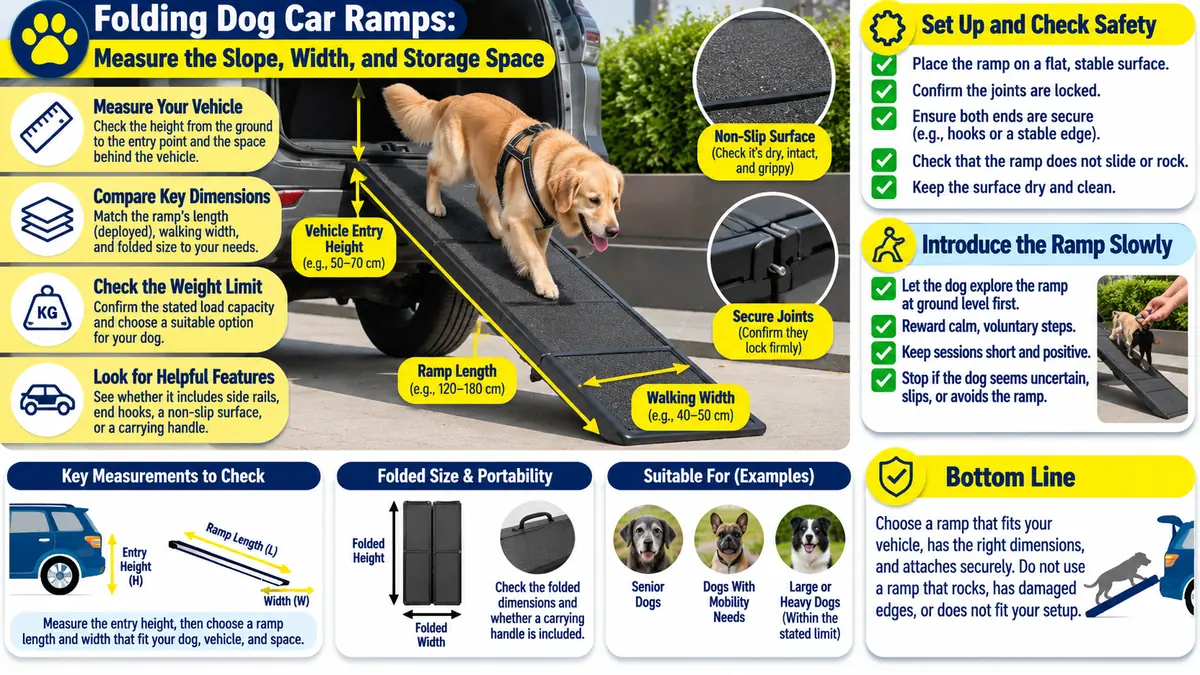 Folding Dog Car Ramps:
Measure the Slope, Width, and Storage Space
Measure Your Vehicle
Check the height from the ground
to the entry point and the space
behind the vehicle.
Compare Key Dimensions
Match the ramp's length
(deployed), walking width,
and folded size to your needs.
KG
Check the Weight Limit
Confirm the stated load capacity
and choose a suitable option
for your dog.
Look for Helpful Features
See whether it includes side rails,
end hooks, a non-slip surface,
or a carrying handle.
Vehicle Entry
Height
(e.g., 50–70 cm)
Ramp Length
(e.g., 120–180 cm)
Walking Width
(e.g., 40–50 cm)
Non-Slip Surface
(Check it's dry, intact,
and grippy)
Secure Joints
(Confirm they
lock firmly)
Set Up and Check Safety
Place the ramp on a flat, stable surface.
Confirm the joints are locked.
Ensure both ends are secure
(e.g., hooks or a stable edge).
Check that the ramp does not slide or rock.
Keep the surface dry and clean.
Introduce the Ramp Slowly
Let the dog explore the ramp
at ground level first.
Reward calm, voluntary steps.
Keep sessions short and positive.
Stop if the dog seems uncertain,
slips, or avoids the ramp.
Key Measurements to Check
Entry
Height
(H)
Ramp Length (L)
Width (W)
Measure the entry height, then choose a ramp
length and width that fit your dog, vehicle, and space.
Folded Size & Portability
Folded
Height
Folded
Width
Check the folded
dimensions and
whether a carrying
handle is included.
Suitable For (Examples)
Senior
Dogs
Dogs With
Mobility
Needs
Large or
Heavy Dogs
(Within the
stated limit)
Bottom Line
Choose a ramp that fits your
vehicle, has the right dimensions,
and attaches securely. Do not use
a ramp that rocks, has damaged
edges, or does not fit your setup.